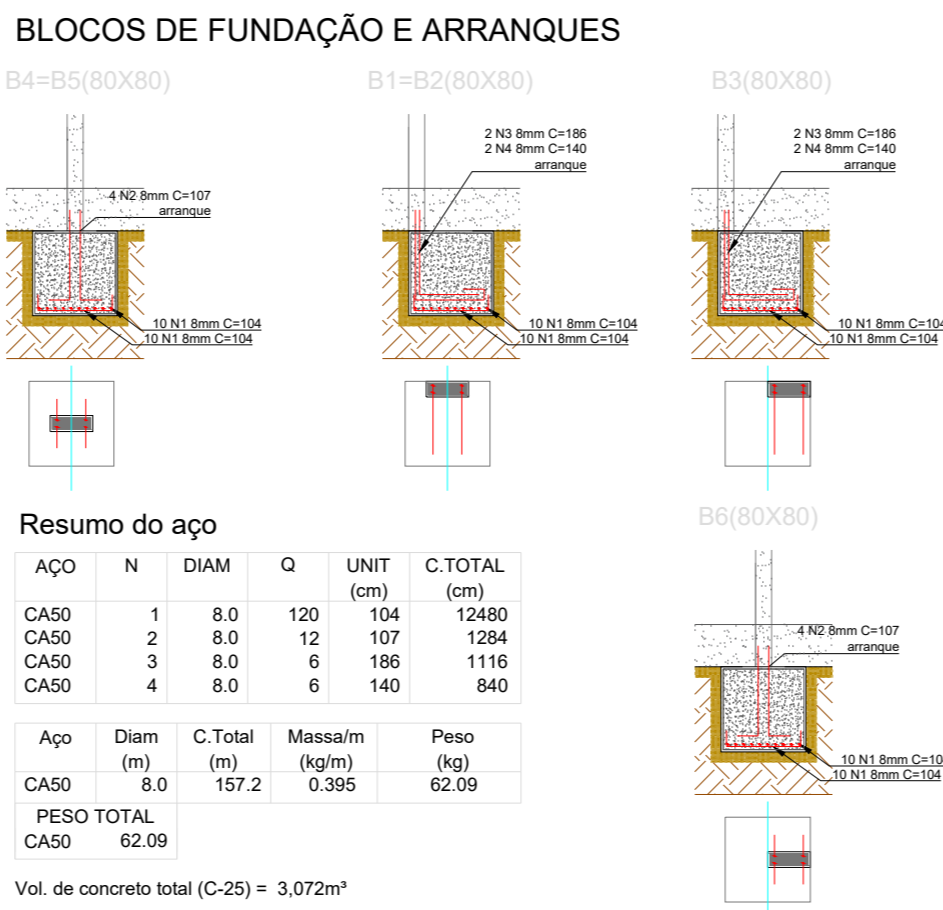 BLOCOS DE FUNDAÇÃO E ARRANQUES
B4=B5(80X80)
B1=B2(80X80)
B3(80X80)
4 N2 8mm C=107
arranque
10 N1 8mm C=104
10 N1 8mm C=104
2 N3 8mm C=186
2 N4 8mm C=140
arranque
10 N1 8mm C=104
10 N1 8mm C=104
2 N3 8mm C=186
2 N4 8mm C=140
arranque
10 N1 8mm C=104
10 N1 8mm C=104
Resumo do aço
AÇO N DIAM Q UNIT C.TOTAL
(cm) (cm)
CA50 1 8.0 120 104 12480
CA50 2 8.0 12 107 1284
CA50 3 8.0 6 186 1116
CA50 4 8.0 6 140 840
Aço Diam C.Total Massa/m Peso
(m) (m) (kg/m) (kg)
CA50 8.0 157.2 0.395 62.09
PESO TOTAL
CA50 62.09
Vol. de concreto total (C-25) = 3,072m³
B6(80X80)
4 N2 8mm C=107
arranque
10 N1 8mm C=10
10 N1 8mm C=104